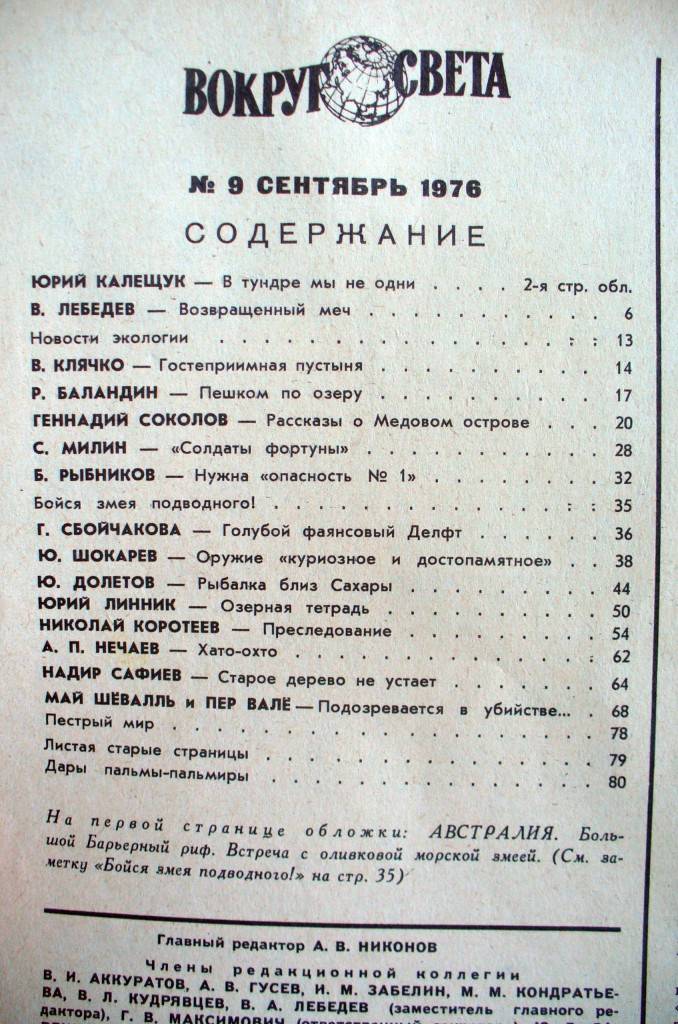 ВОКРУГ СВЕТА
№ 9 СЕНТЯБРЬ 1976
СОДЕРЖАНИЕ
ЮРИЙ КАЛЕЩУК — В тундре мы не одни . . . . 2-я стр. обл.
В. ЛЕБЕДЕВ — Возвращенный меч . . . . . . . . . . 6
Новости экологии . . . . . . . . . . . . . . : : 13
В. КЛЯЧКО — Гостеприимная пустыня . . . . . . . . . . 14
Р. БАЛАНДИН — Пешком по озеру . . . . . . . . . . 17
ГЕННАДИЙ СОКОЛОВ — Рассказы о Медовом острове . . . 20
С. МИЛИН — «Солдаты фортуны» . . . . . . . . . . 28
Б. РЫБНИКОВ — Нужна «опасность № 1» . . . . . . . . 32
Бойся змея подводного! . . . . . . . . . . . . : : 35
Г. СБОЙЧАКОВА — Голубой фаянсовый Делфт . . . . . . 36
Ю. ШОКАРЕВ — Оружие «куриозное и достопамятное» . . 38
Ю. ДОЛЕТОВ — Рыбалка близ Сахары . . . . . . . . . 44
ЮРИЙ ЛИННИК — Озерная тетрадь . . . . . . . . . . 50
НИКОЛАЙ КОРОТЕЕВ — Преследование . . . . . . . . . 54
А. П. НЕЧАЕВ — Хато-охто . . . . . . . . . . . . : 62
НАДИР САФИЕВ — Старое дерево не устает . . . . . . . 64
МАЙ ШЁВАЛЛЬ и ПЕР ВАЛЁ — Подозревается в убийстве... . 68
Пестрый мир . . . . . . . . . . . . . . . . . 78
Листая старые страницы . . . . . . . . . . . . . 79
Дары пальмы-пальмиры . . . . . . . . . . . . . 80
На первой странице обложки: АВСТРАЛИЯ. Боль-
шой Барьерный риф. Встреча с оливковой морской змеей. (См. за-
метку «Бойся змея подводного!» на стр. 35)
Главный редактор А. В. НИКОНОВ
Члены редакционной коллегии
В. И. АККУРАТОВ, А. В. ГУСЕВ, И. М. ЗАБЕЛИН, М. М. КОНДРАТЬЕ-
ВА, В. Л. КУДРЯВЦЕВ, В. А. ЛЕБЕДЕВ (заместитель главного ре-
дактора), Г. В. МАКСИМОВИЧ (ответственный